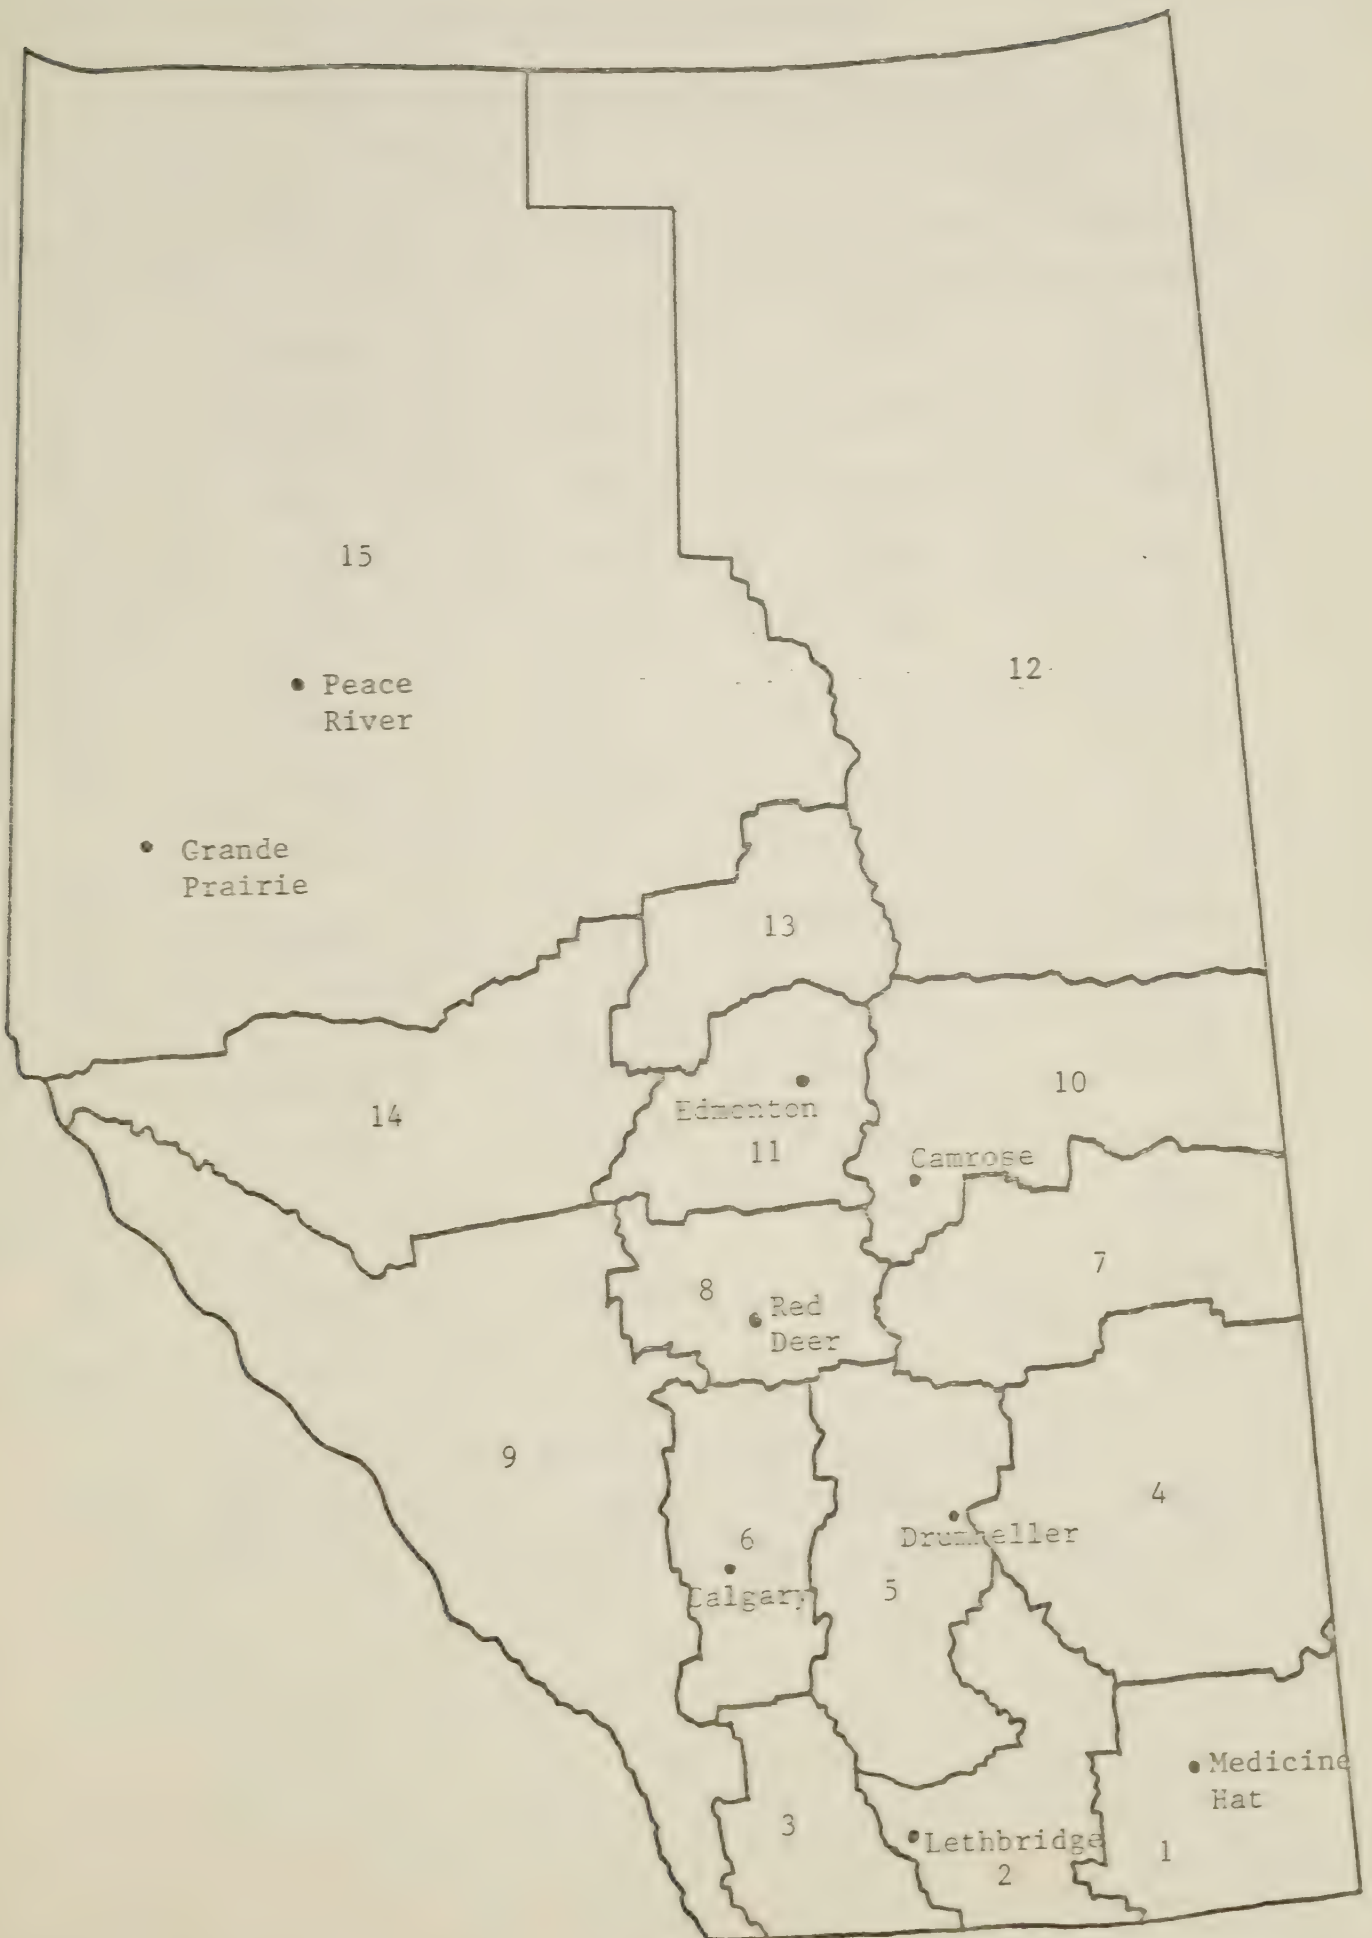 15
12
Peace
River
Grande
Prairie
13
10
14
Edmonton
11
Camrose
7
8
Red
Deer
9
4
6
Drumheller
Calgary
5
Medicine
Hat
3
Lethbridge
1
2